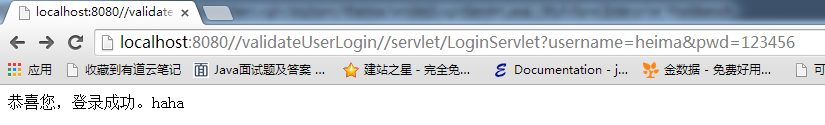 localhost:8080//validate
localhost:8080//validateUserLogin//servlet/LoginServlet?username=heima&pwd=123456
应用 收藏到有道云笔记 Java面试题及答案 ... 建站之星 - 完全免... Documentation - j... 金数据 - 免费好用... 可
恭喜您，登录成功。haha